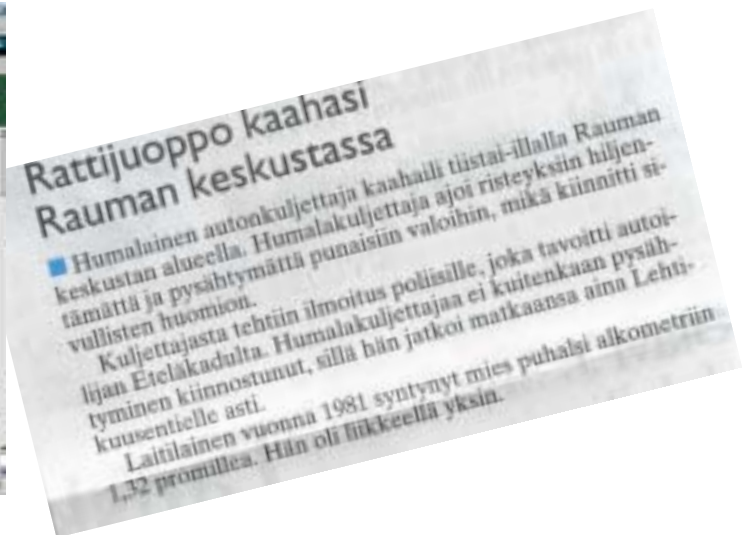 Rattijuoppo kaahasi
Rauman keskustassa
Humalainen autonkuljettaja kaahaili tiistai-illalla Rauman
keskustan alueella. Humalakuljettaja ajoi risteyksiin hiljen-
tämättä ja pysähtymättä punaisiin valoihin, mikä kiinnitti si-
vullisten huomion.
Kuljettajasta tehtiin ilmoitus poliisille, joka tavoitti autoi-
lijan Eteläkadulta. Humalakuljettajaa ei kuitenkaan pysäh-
tyminen kiinnostunut, sillä hän jatkoi matkaansa aina Lehti-
kuusentielle asti.
Laitilainen vuonna 1981 syntynyt mies puhalsi alkometriin
1,32 promillea. Hän oli liikkeellä yksin.